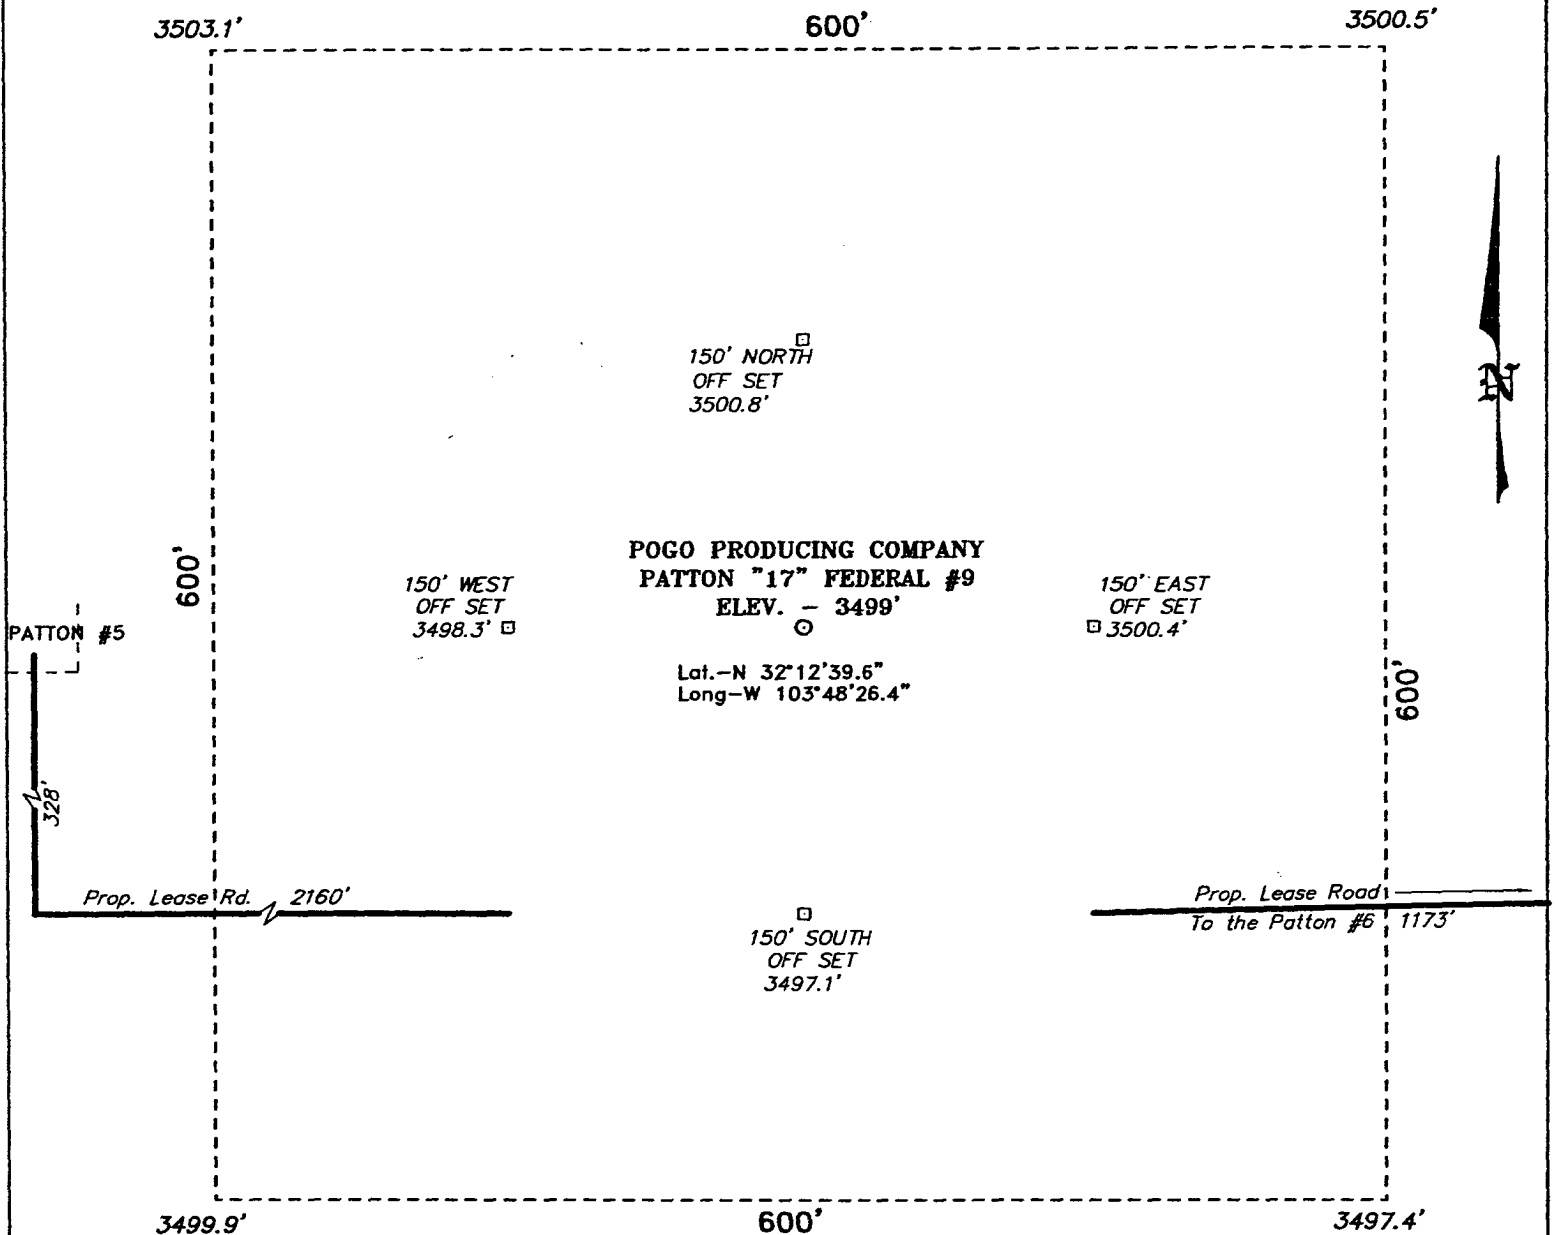 3503.1'
600'
3500.5'
150' NORTH
OFF SET
3500.8'
N
600'
POGO PRODUCING COMPANY
PATTON "17" FEDERAL #9
ELEV. - 3499'
150' WEST
OFF SET
3498.3'
150' EAST
OFF SET
3500.4'
PATTON #5
Lat.-N 32°12'39.6"
Long-W 103°48'26.4"
600'
328'
Prop. Lease Rd. 2160'
Prop. Lease Road
To the Patton #6 1173'
150' SOUTH
OFF SET
3497.1'
3499.9'
600'
3497.4'